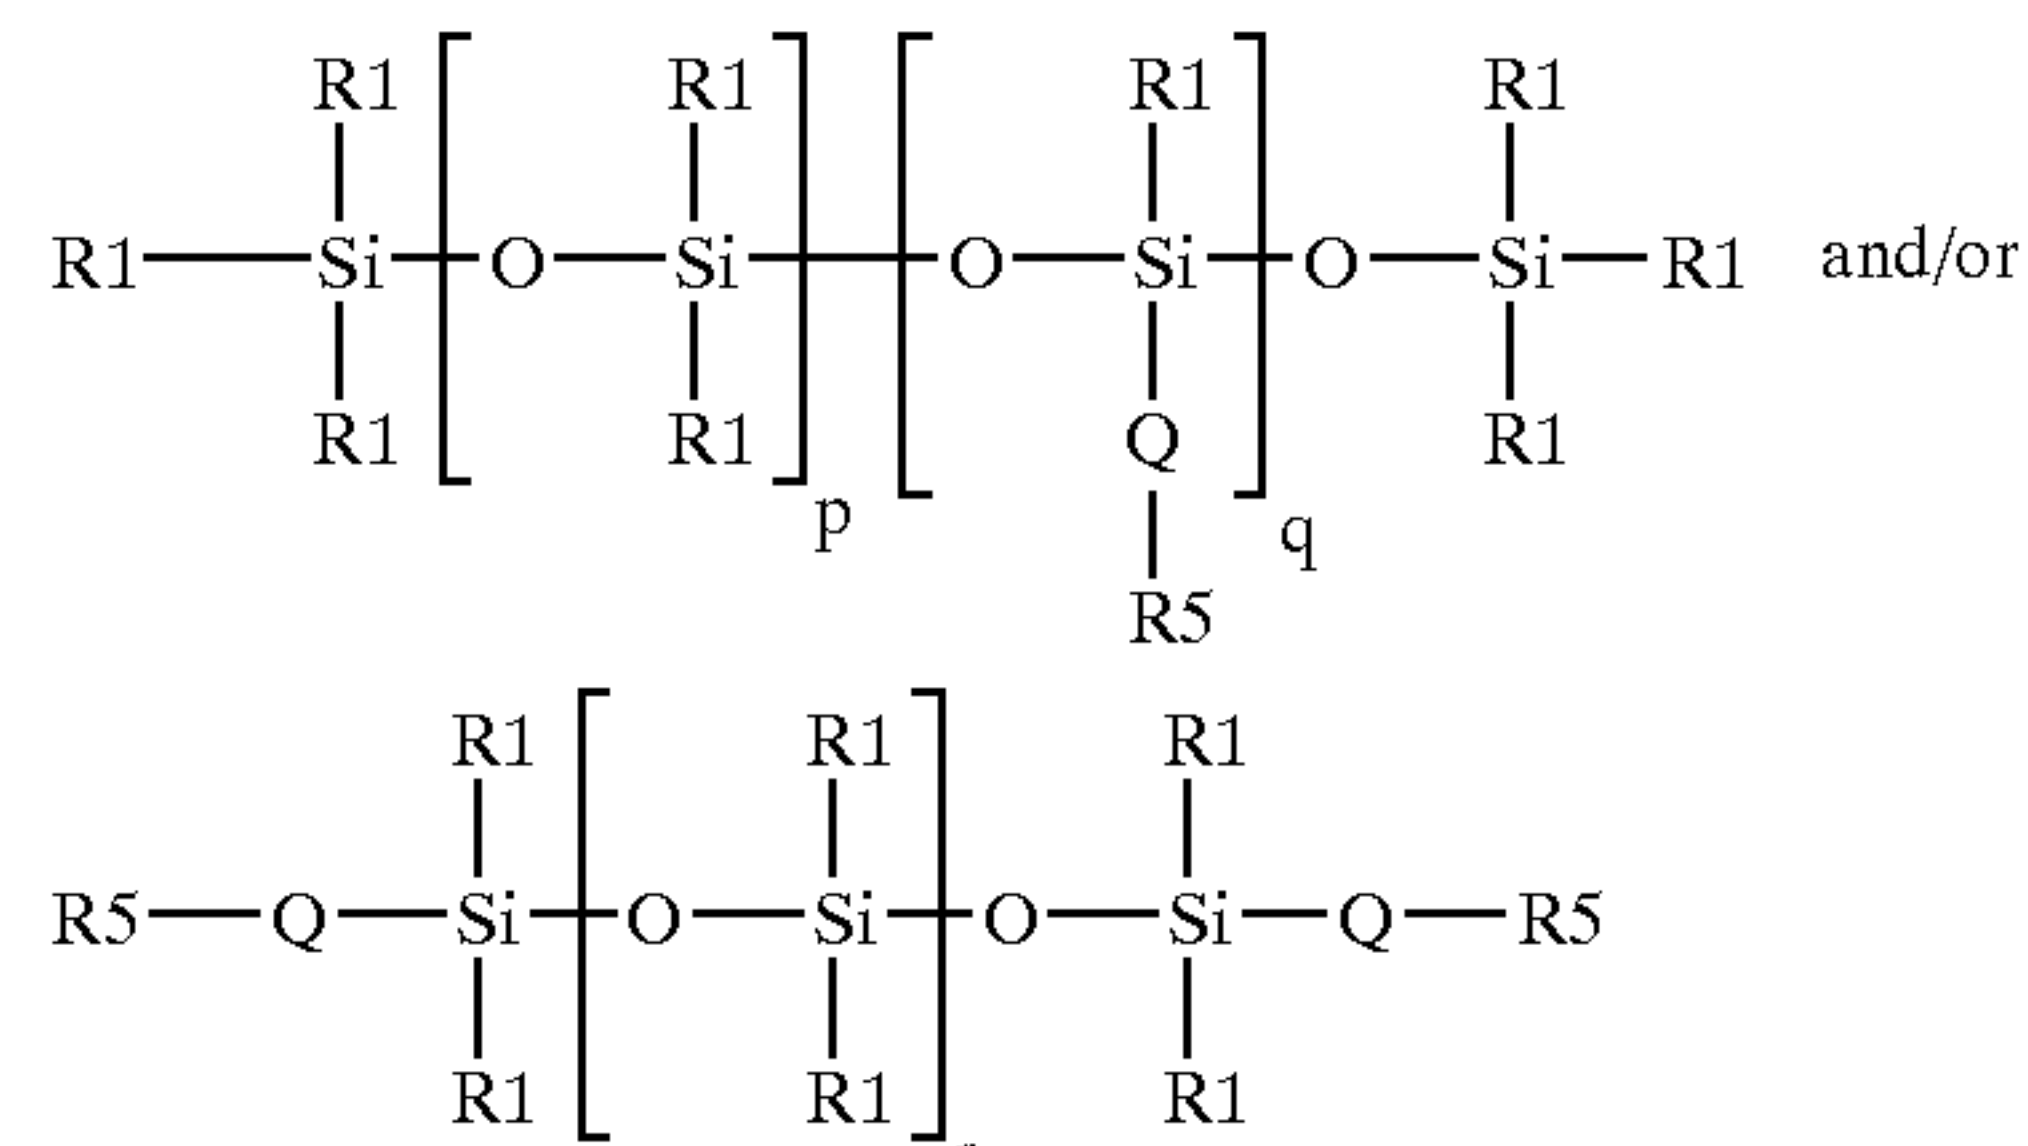 R1 R1 R1 R1
R1 Si O Si O Si O Si R1 and/or
R1 R1 Q R1
p q
R5
R1 R1 R1
R5 Q Si O Si O Si Q R5
R1 R1 R1